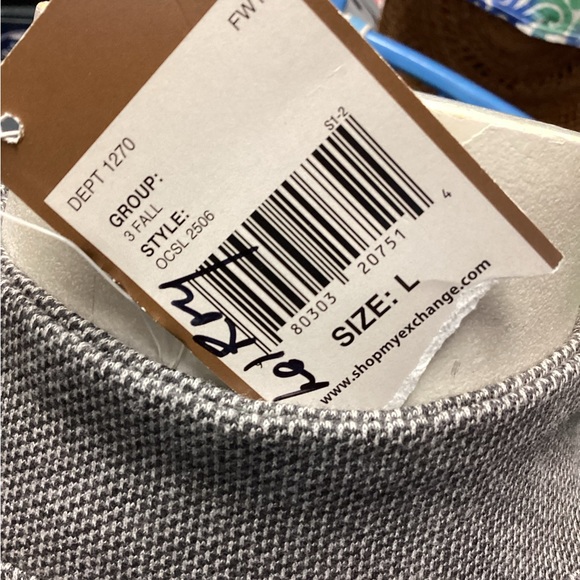 FW
DEPT 1270
GROUP:
3 FALL
STYLE:
OCSL 2506
S1-2
80303 20751 4
SIZE: L
www.shopmyexchange.com